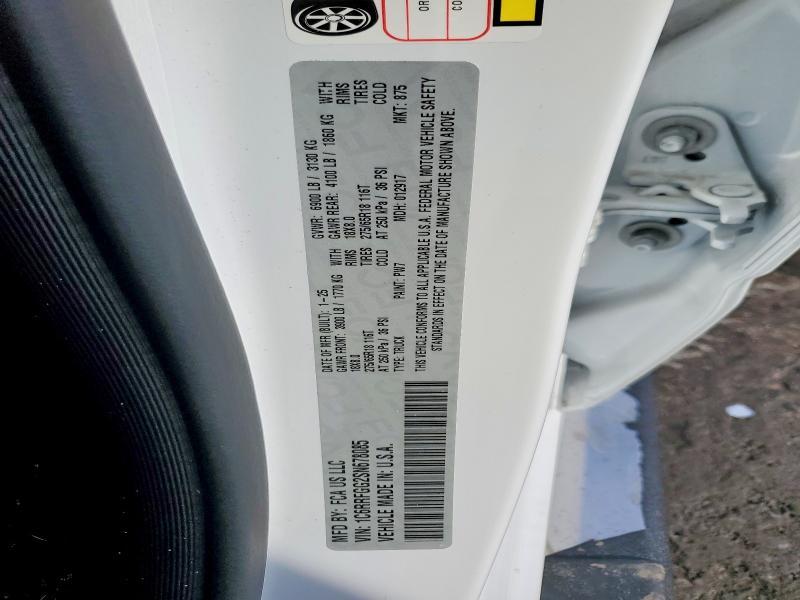 OR
CO
MFD BY: FCA US LLC
DATE OF MFR (BUILT): 1-25
GVWR: 6900 LB / 3130 KG
GAWR FRONT: 3900 LB / 1770 KG WITH
GAWR REAR: 4100 LB / 1860 KG WITH
18X8.0 RIMS
18X8.0 RIMS
275/65R18 116T TIRES
275/65R18 116T TIRES
AT 250 kPa / 36 PSI COLD
AT 250 kPa / 36 PSI COLD
VIN: 1C6RRFGG2SN678085
TYPE: TRUCK
PAINT: PW7
MDH: 012917
MKT: 875
VEHICLE MADE IN: U.S.A.
THIS VEHICLE CONFORMS TO ALL APPLICABLE U.S.A. FEDERAL MOTOR VEHICLE SAFETY
STANDARDS IN EFFECT ON THE DATE OF MANUFACTURE SHOWN ABOVE.